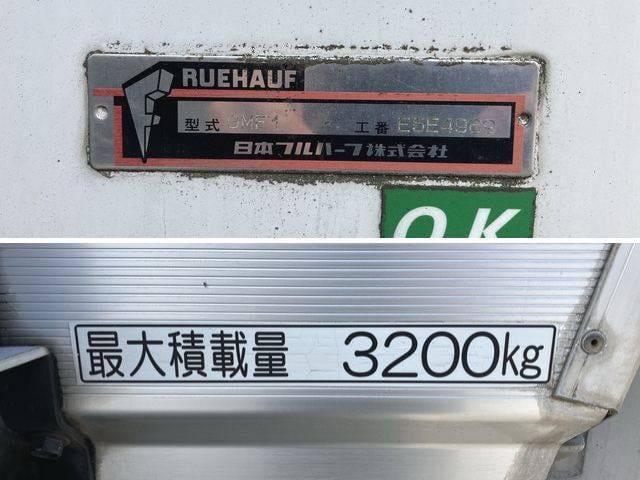 RUEHAUF
型式 工番 E5E4929
日本フルハーフ株式会社
OK
最大積載量 3200kg